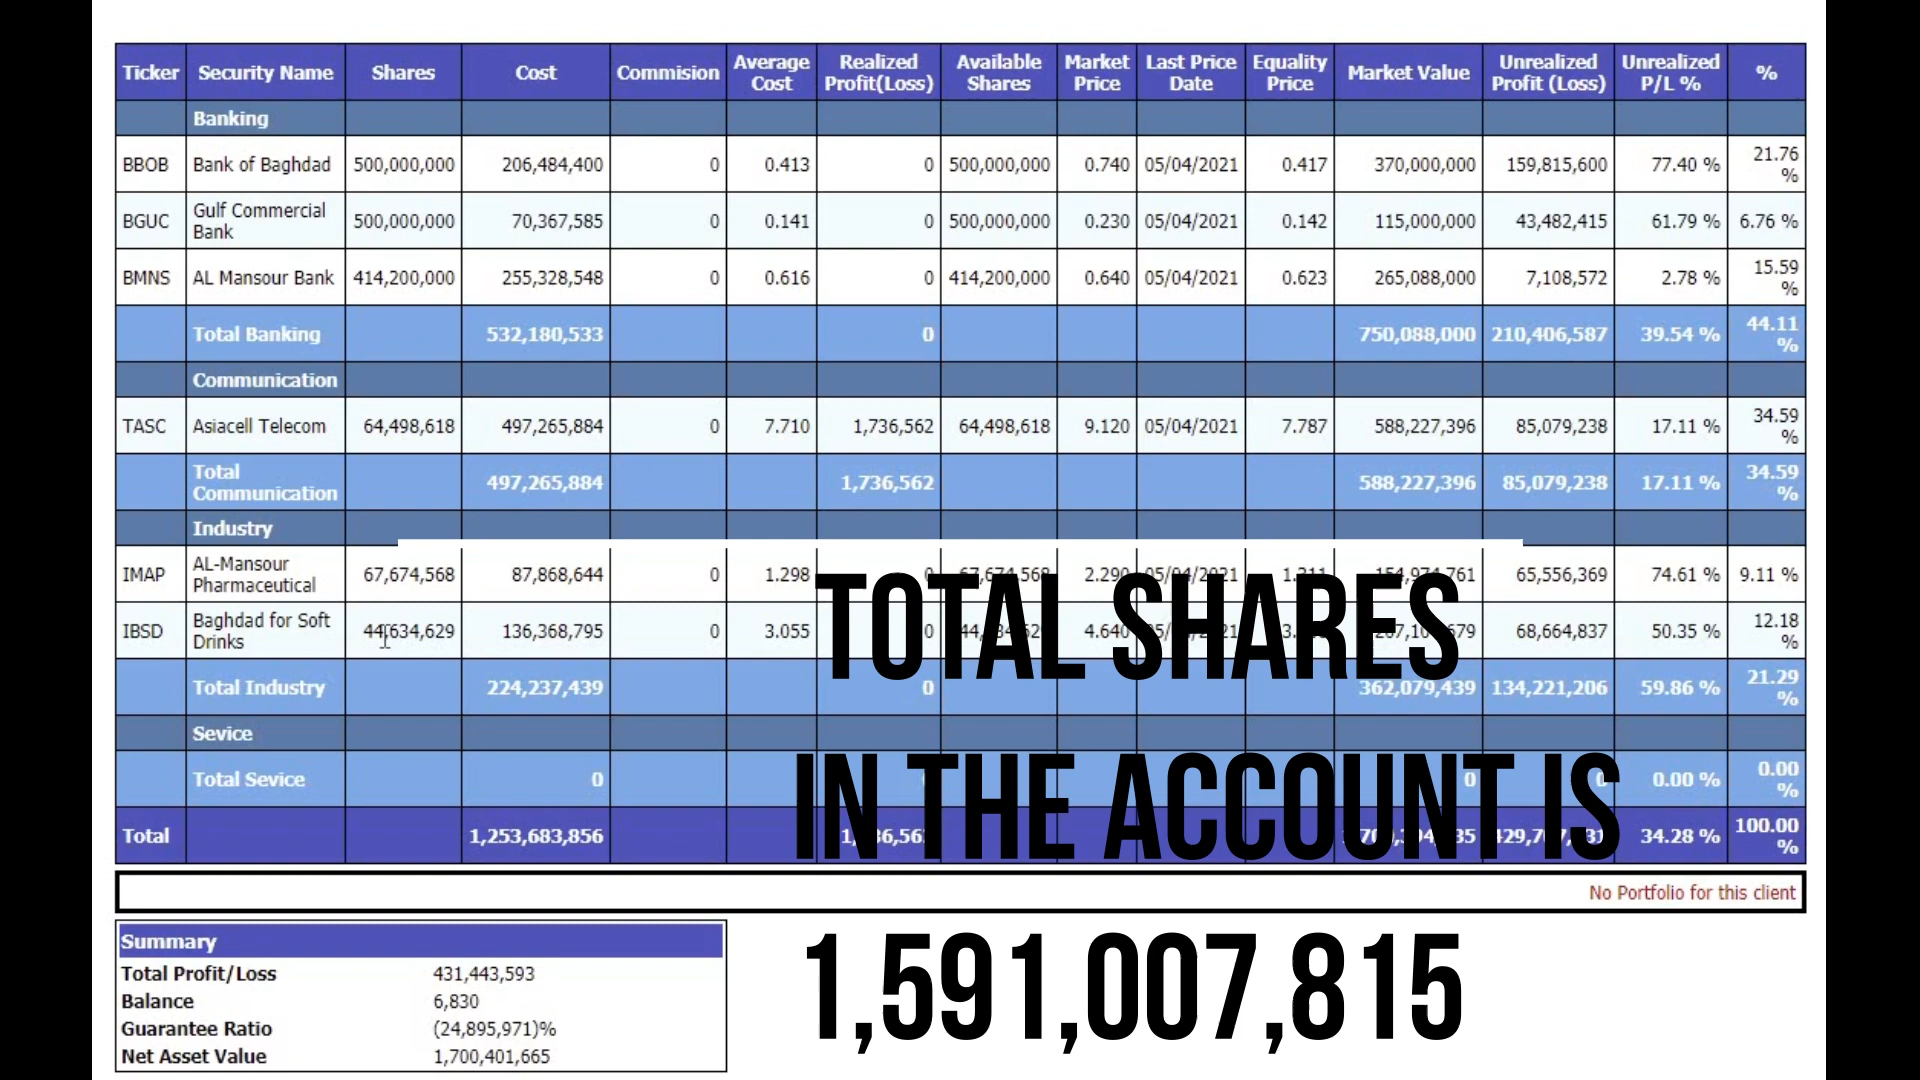 Ticker Security Name Shares Cost Commision Average Cost Realized Profit(Loss) Available Shares Market Price Last Price Date Equality Price Market Value Unrealized Profit (Loss) Unrealized P/L % %
Banking
BBOB Bank of Baghdad 500,000,000 206,484,400 0 0.413 0 500,000,000 0.740 05/04/2021 0.417 370,000,000 159,815,600 77.40 % 21.76 %
BGUC Gulf Commercial Bank 500,000,000 70,367,585 0 0.141 0 500,000,000 0.230 05/04/2021 0.142 115,000,000 43,482,415 61.79 % 6.76 %
BMNS AL Mansour Bank 414,200,000 255,328,548 0 0.616 0 414,200,000 0.640 05/04/2021 0.623 265,088,000 7,108,572 2.78 % 15.59 %
Total Banking 532,180,533 0 750,088,000 210,406,587 39.54 % 44.11 %
Communication
TASC Asiacell Telecom 64,498,618 497,265,884 0 7.710 1,736,562 64,498,618 9.120 05/04/2021 7.787 588,227,396 85,079,238 17.11 % 34.59 %
Total Communication 497,265,884 1,736,562 588,227,396 85,079,238 17.11 % 34.59 %
Industry
IMAP AL-Mansour Pharmaceutical 67,674,568 87,868,644 0 1.298 0 67,674,568 2.290 05/04/2021 65,556,369 74.61 % 9.11 %
IBSD Baghdad for Soft Drinks 44,634,629 136,368,795 0 3.055 0 4.640 68,664,837 50.35 % 12.18 %
Total Industry 224,237,439 0 362,079,439 134,221,206 59.86 % 21.29 %
Sevice
Total Sevice 0 0 0.00 % 0.00 %
Total 1,253,683,856 34.28 % 100.00 %
TOTAL SHARES
IN THE ACCOUNT IS
1,591,007,815
No Portfolio for this client
Summary
Total Profit/Loss 431,443,593
Balance 6,830
Guarantee Ratio (24,895,971)%
Net Asset Value 1,700,401,665